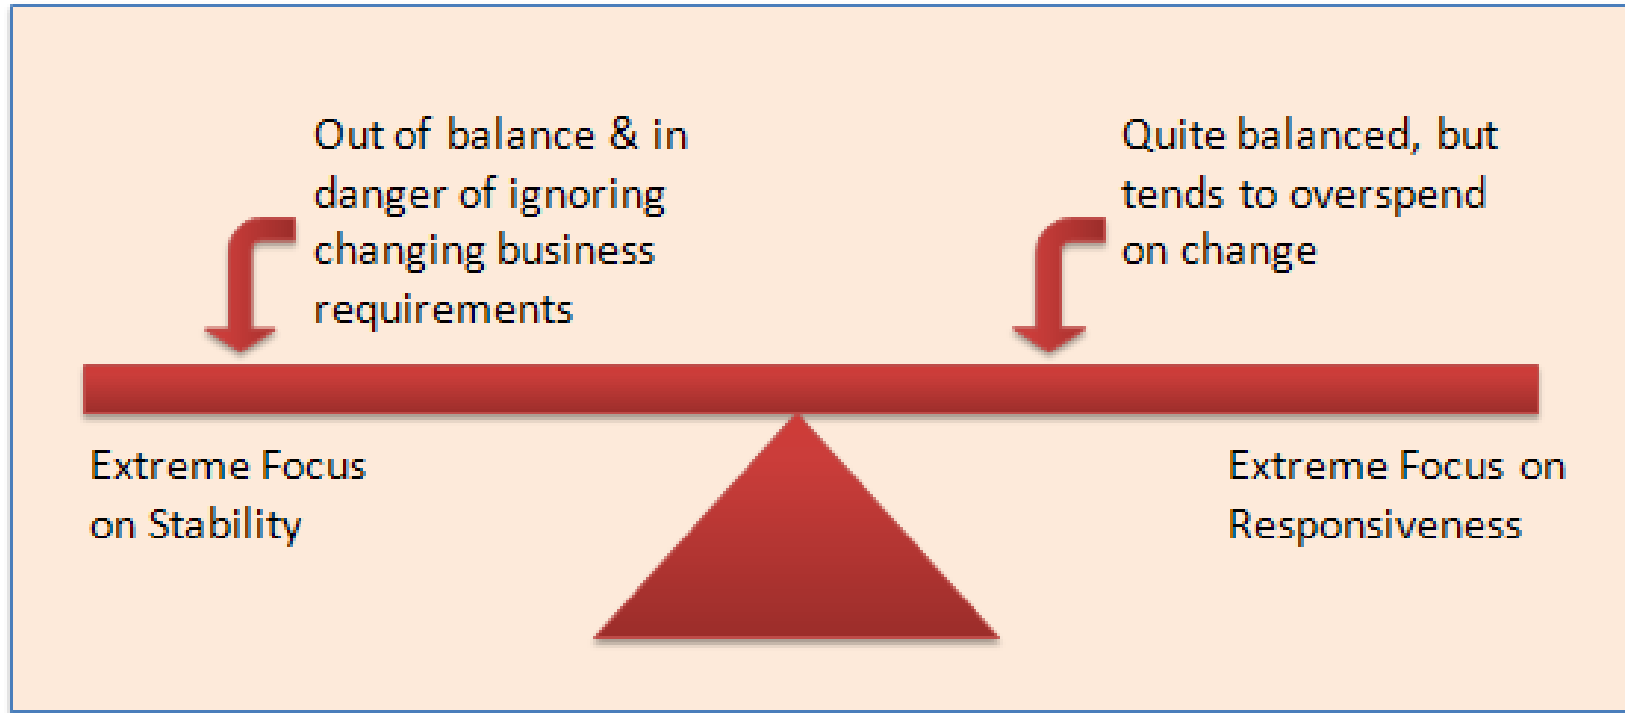 Out of balance & in
danger of ignoring
changing business
requirements
Quite balanced, but
tends to overspend
on change
Extreme Focus
on Stability
Extreme Focus on
Responsiveness